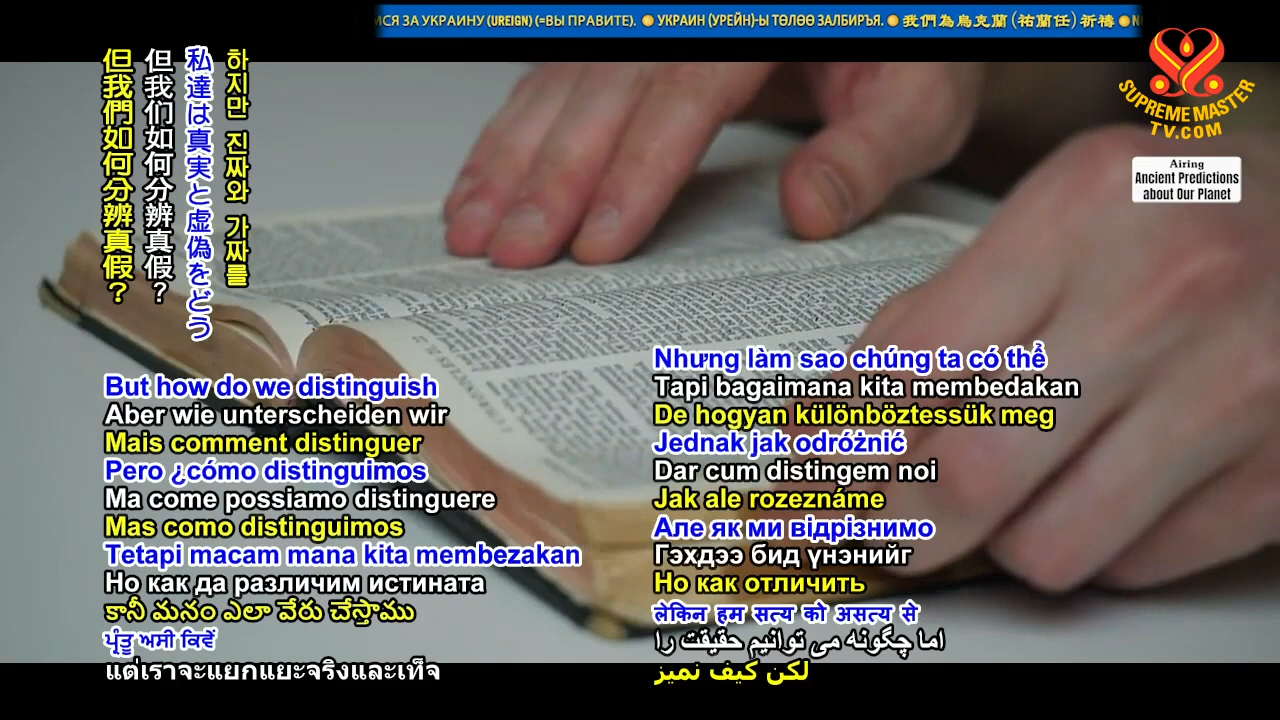 ИСЯ ЗА УКРАИНУ (UREIGN) (=ВЫ ПРАВИТЕ). УКРАИН (УРЕЙН)-Ы ТӨЛӨӨ ЗАЛБИРЪЯ. 我們為烏克蘭（祐蘭任）祈禱
SUPREME MASTER
TV.COM
Airing
Ancient Predictions
about Our Planet
하지만 진짜와 가짜를
私達は真実と虚偽をどう
但我们如何分辨真假？
但我們如何分辨真假？
But how do we distinguish
Aber wie unterscheiden wir
Mais comment distinguer
Pero ¿cómo distinguimos
Ma come possiamo distinguere
Mas como distinguimos
Tetapi macam mana kita membezakan
Но как да различим истината
కానీ మనం ఎలా వేరు చేస్తాము
ਪ੍ਰੰਤੂ ਅਸੀ ਕਿਵੇਂ
แต่เราจะแยกแยะจริงและเท็จ
Nhưng làm sao chúng ta có thể
Tapi bagaimana kita membedakan
De hogyan különböztessük meg
Jednak jak odróżnić
Dar cum distingem noi
Jak ale rozeznáme
Але як ми відрізнимо
Гэхдээ бид үнэнийг
Но как отличить
लेकिन हम सत्य को असत्य से
اما چگونه می توانیم حقیقت را
لكن كيف نميز